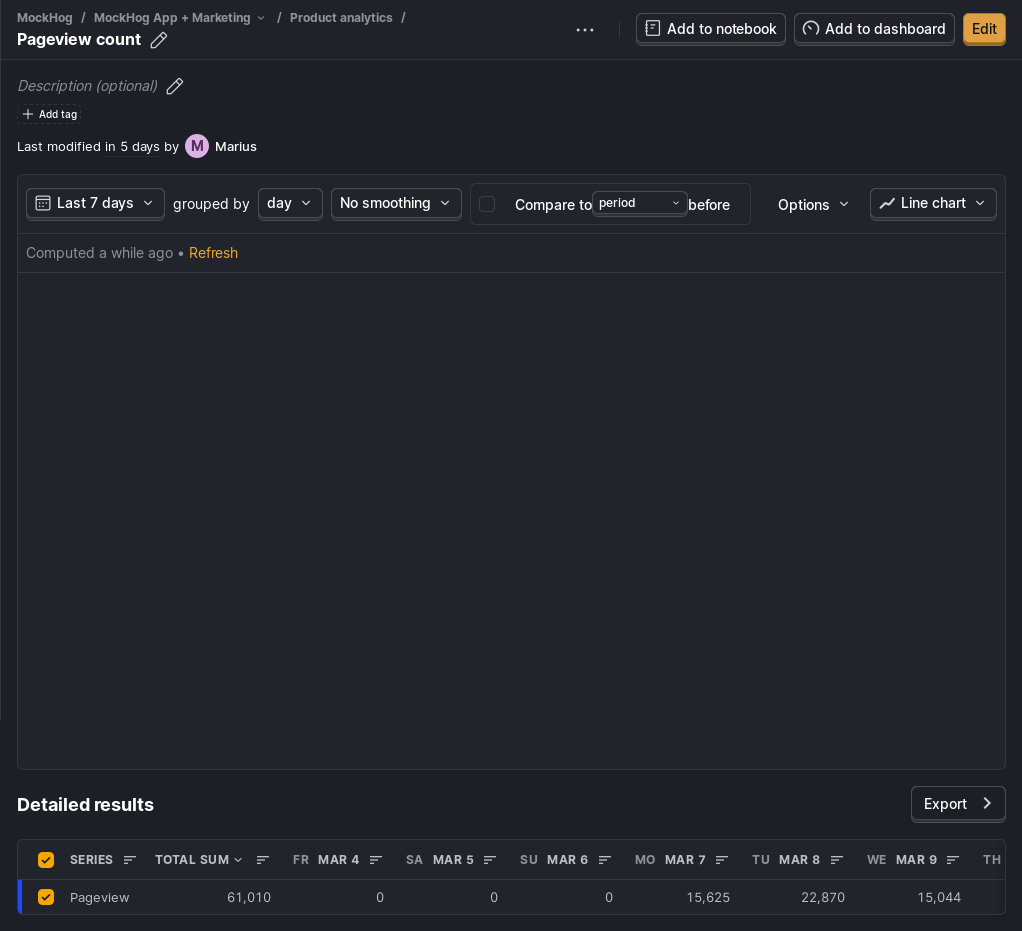 MockHog / MockHog App + Marketing / Product analytics /
Pageview count
Add to notebook
Add to dashboard
Edit
Description (optional)
Add tag
Last modified in 5 days by M Marius
Last 7 days grouped by day No smoothing Compare to period before Options Line chart
Computed a while ago • Refresh
Detailed results
Export
SERIES TOTAL SUM FR MAR 4 SA MAR 5 SU MAR 6 MO MAR 7 TU MAR 8 WE MAR 9 TH
Pageview 61,010 0 0 0 15,625 22,870 15,044